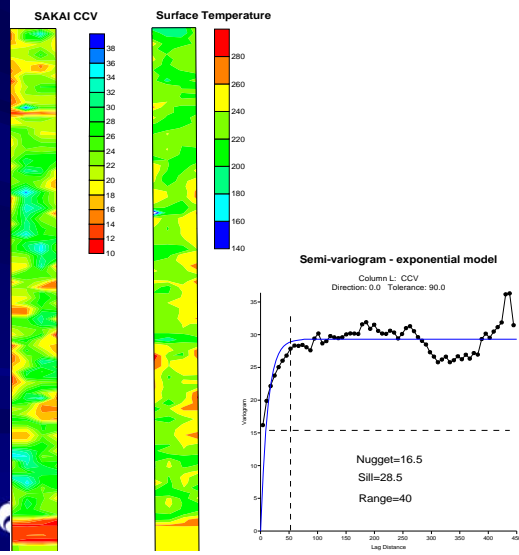 SAKAI CCV
38
36
34
32
30
28
26
24
22
20
18
16
14
12
10
Surface Temperature
280
260
240
220
200
180
160
140
Semi-variogram - exponential model
Column L: CCV
Direction: 0.0 Tolerance: 90.0
Variogram
35
30
25
20
15
10
5
0
Nugget=16.5
Sill=28.5
Range=40
0 50 100 150 200 250 300 350 400 45
Lag Distance